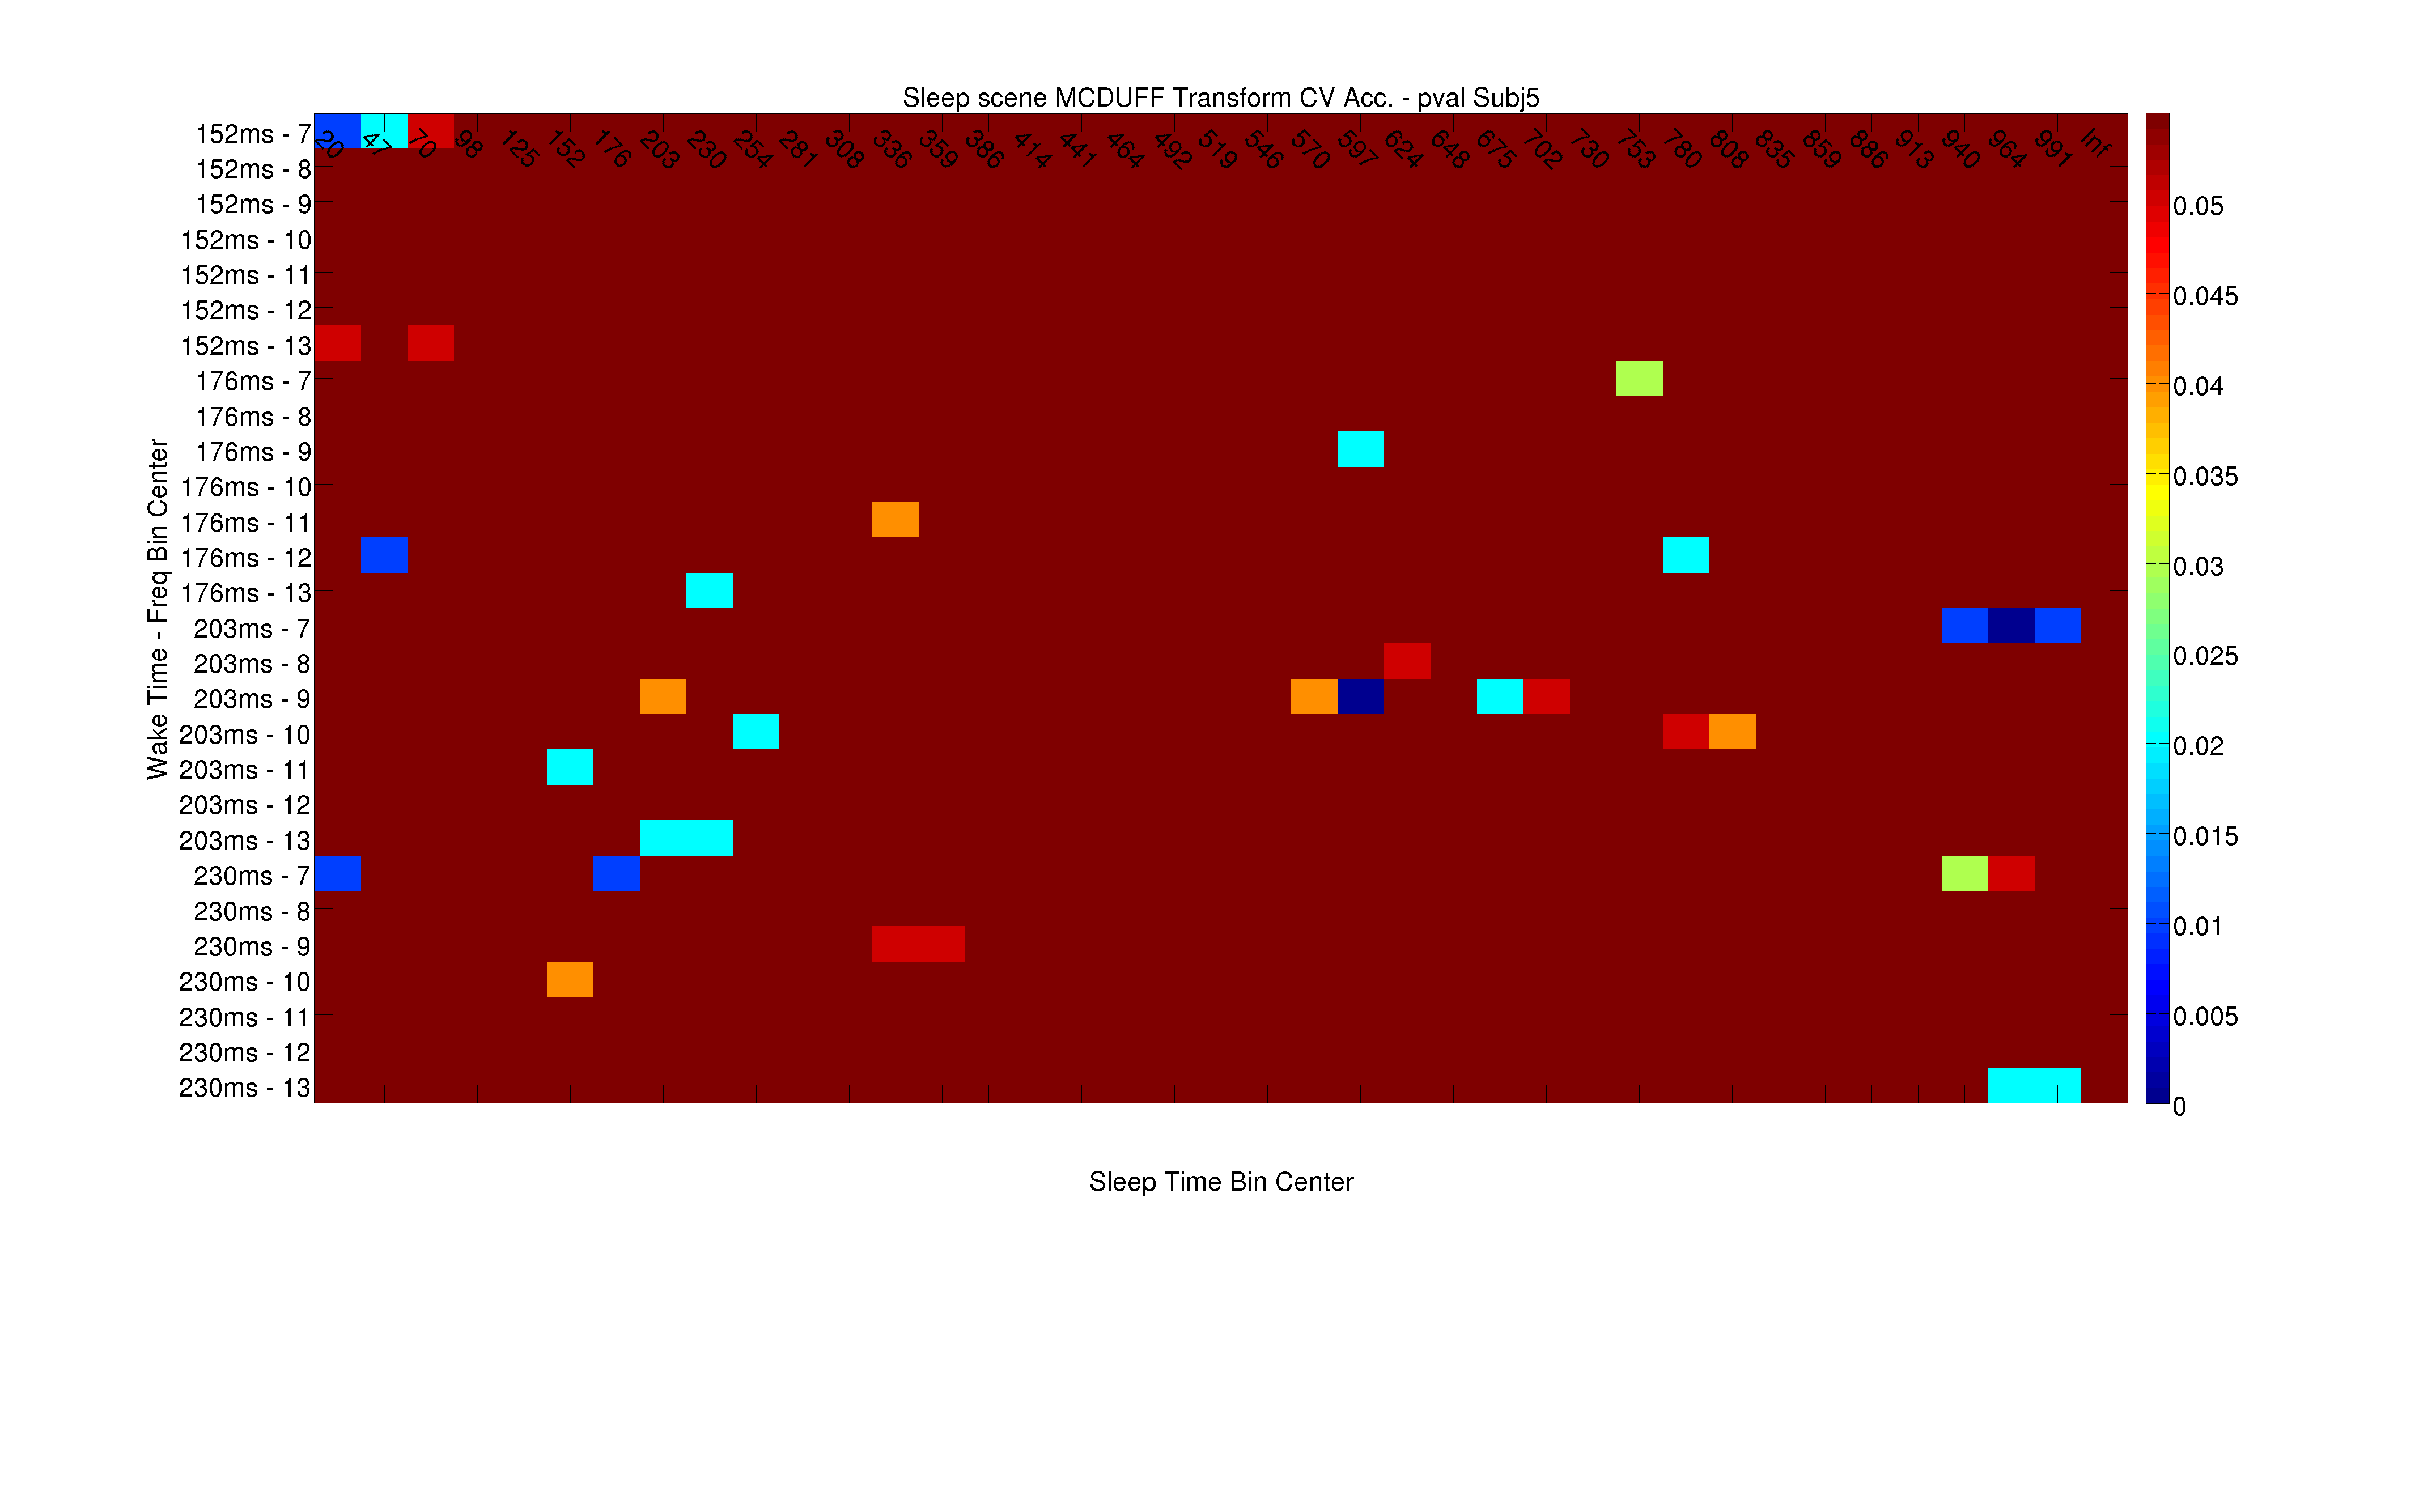 Sleep scene MCDUFF Transform CV Acc. - pval Subj5
20 47 70 98 125 152 176 203 230 254 281 308 336 359 386 414 441 464 492 519 546 570 597 624 648 675 702 730 753 780 808 835 859 886 913 940 964 991 Inf
Wake Time - Freq Bin Center
152ms - 7
152ms - 8
152ms - 9
152ms - 10
152ms - 11
152ms - 12
152ms - 13
176ms - 7
176ms - 8
176ms - 9
176ms - 10
176ms - 11
176ms - 12
176ms - 13
203ms - 7
203ms - 8
203ms - 9
203ms - 10
203ms - 11
203ms - 12
203ms - 13
230ms - 7
230ms - 8
230ms - 9
230ms - 10
230ms - 11
230ms - 12
230ms - 13
0.05
0.045
0.04
0.035
0.03
0.025
0.02
0.015
0.01
0.005
0
Sleep Time Bin Center